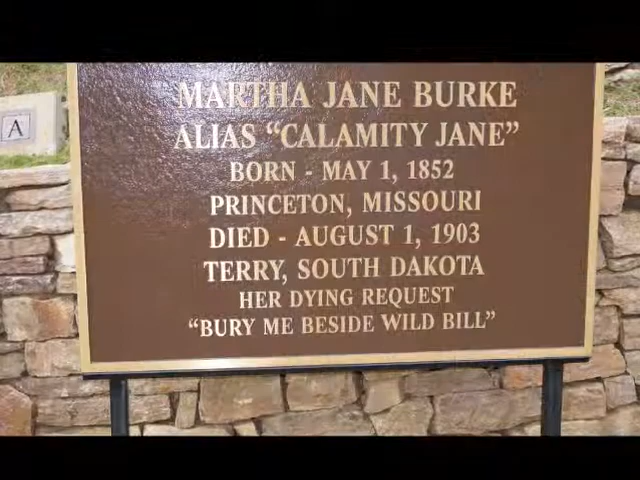 A
MARTHA JANE BURKE
ALIAS “CALAMITY JANE”
BORN - MAY 1, 1852
PRINCETON, MISSOURI
DIED - AUGUST 1, 1903
TERRY, SOUTH DAKOTA
HER DYING REQUEST
“BURY ME BESIDE WILD BILL”